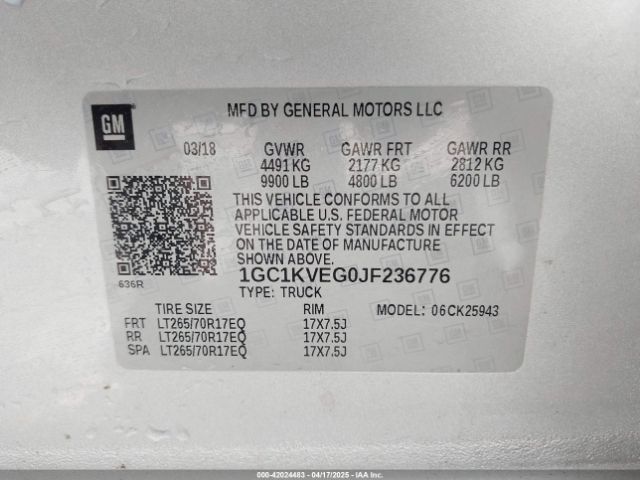 GM
MFD BY GENERAL MOTORS LLC
03/18 GVWR GAWR FRT GAWR RR
4491 KG 2177 KG 2812 KG
9900 LB 4800 LB 6200 LB
THIS VEHICLE CONFORMS TO ALL
APPLICABLE U.S. FEDERAL MOTOR
VEHICLE SAFETY STANDARDS IN EFFECT
ON THE DATE OF MANUFACTURE
SHOWN ABOVE.
636R
1GC1KVEG0JF236776
TYPE: TRUCK
TIRE SIZE RIM MODEL: 06CK25943
FRT LT265/70R17EQ 17X7.5J
RR LT265/70R17EQ 17X7.5J
SPA LT265/70R17EQ 17X7.5J
000-42024483 - 04/17/2025 - IAAI.COM